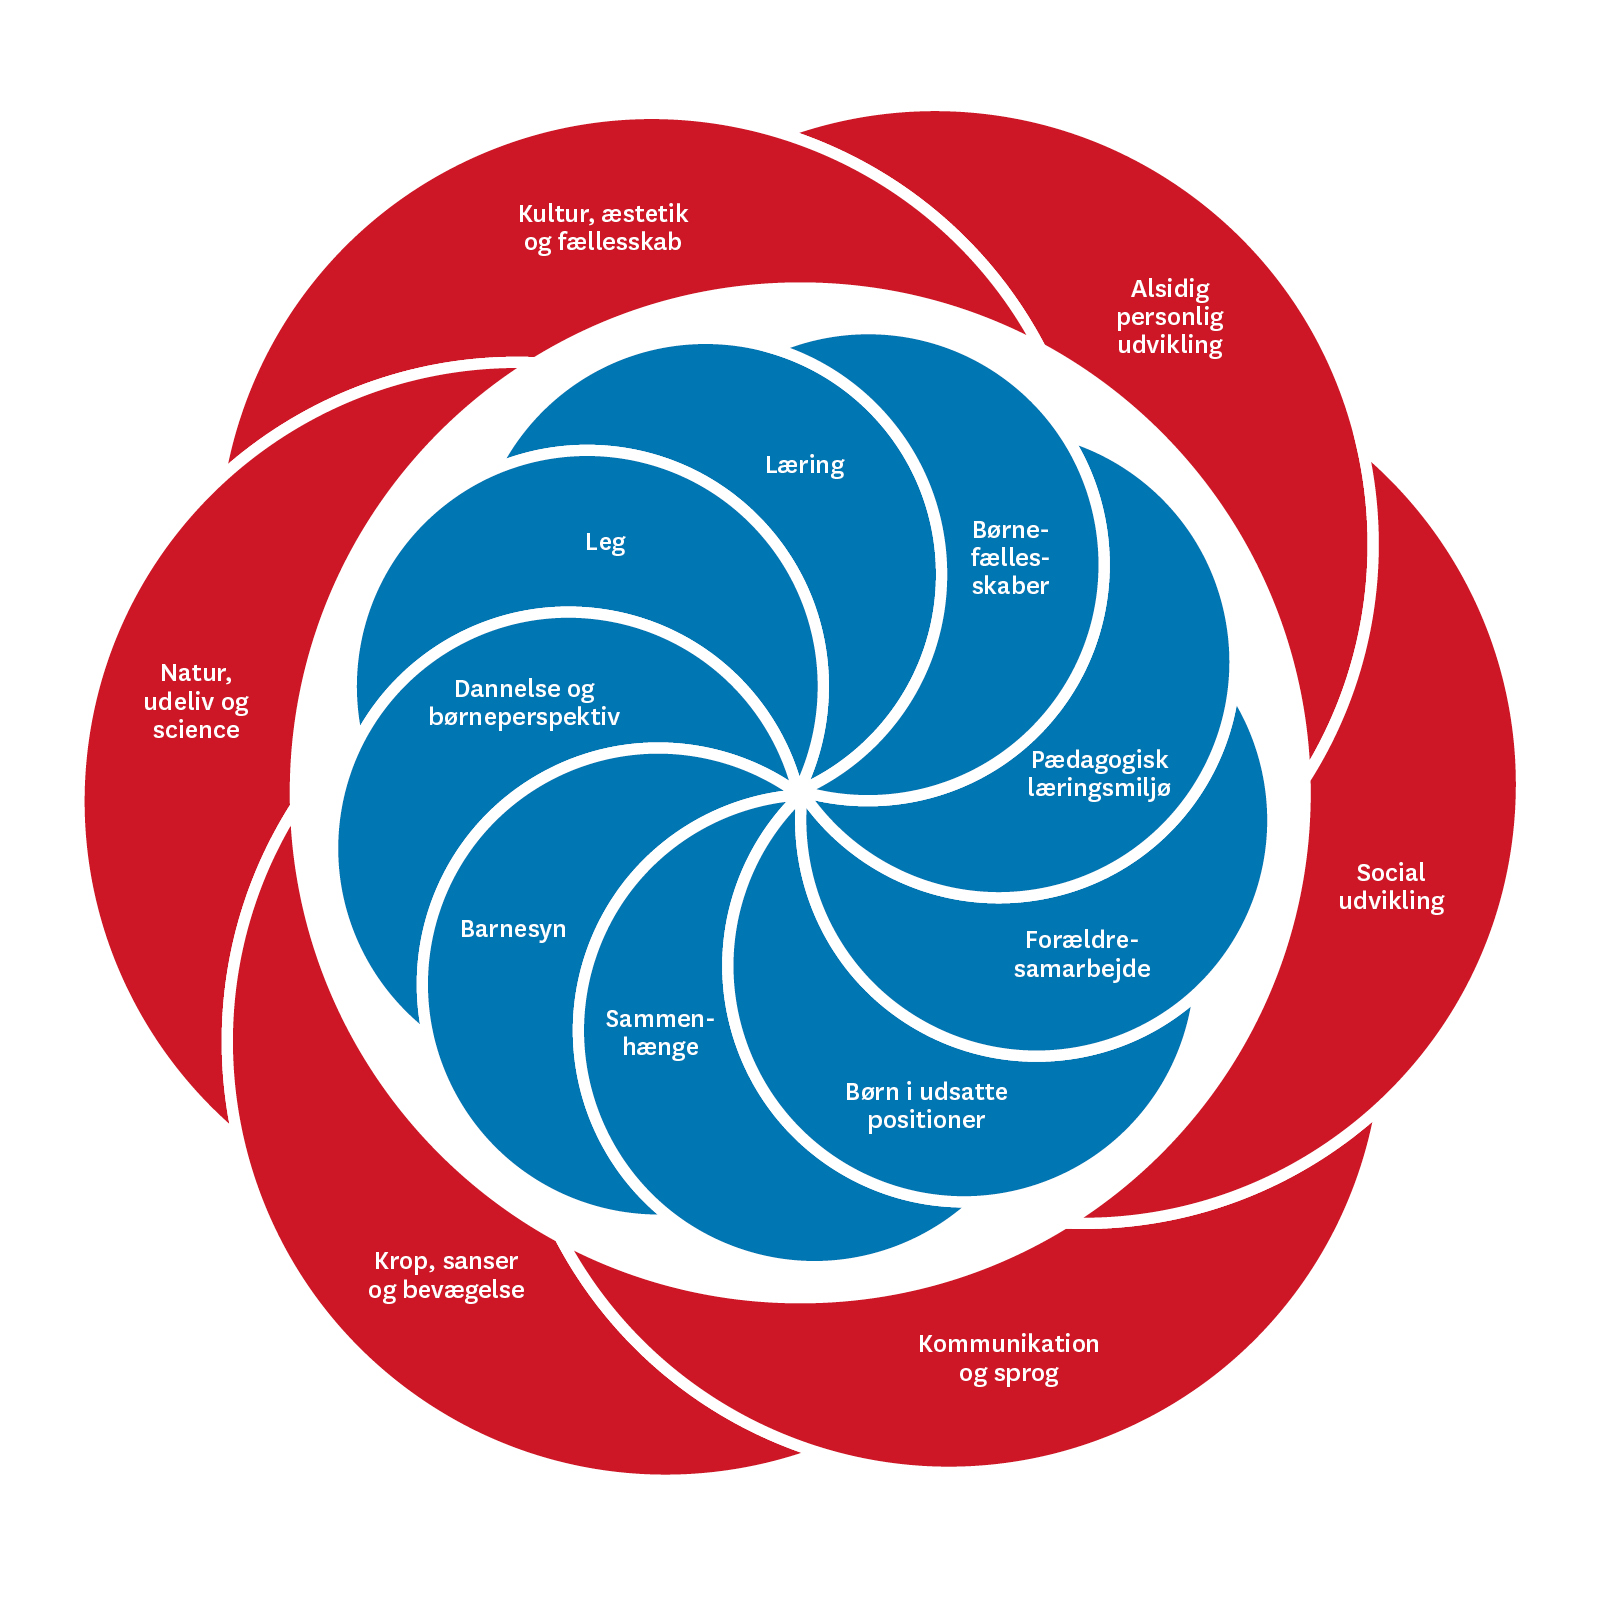 Kultur, æstetik
og fællesskab
Alsidig
personlig
udvikling
Læring
Børne-
fælles-
skaber
Leg
Natur,
udeliv og
science
Dannelse og
børneperspektiv
Pædagogisk
læringsmiljø
Social
udvikling
Barnesyn
Forældre-
samarbejde
Sammen-
hænge
Børn i udsatte
positioner
Krop, sanser
og bevægelse
Kommunikation
og sprog